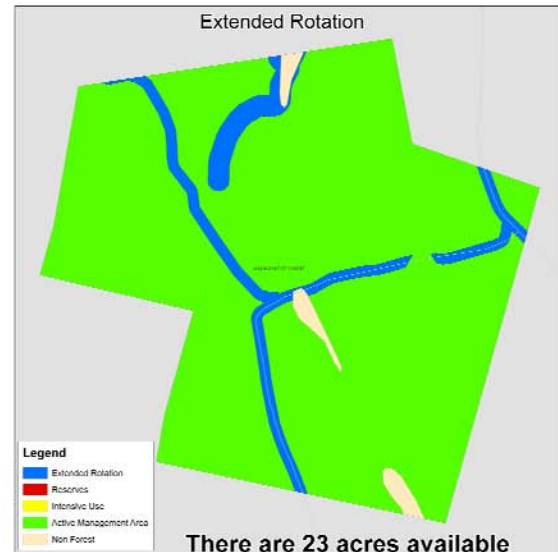 Extended Rotation
Legend
Extended Rotation
Reserves
Intensive Use
Active Management Area
Non Forest
There are 23 acres available